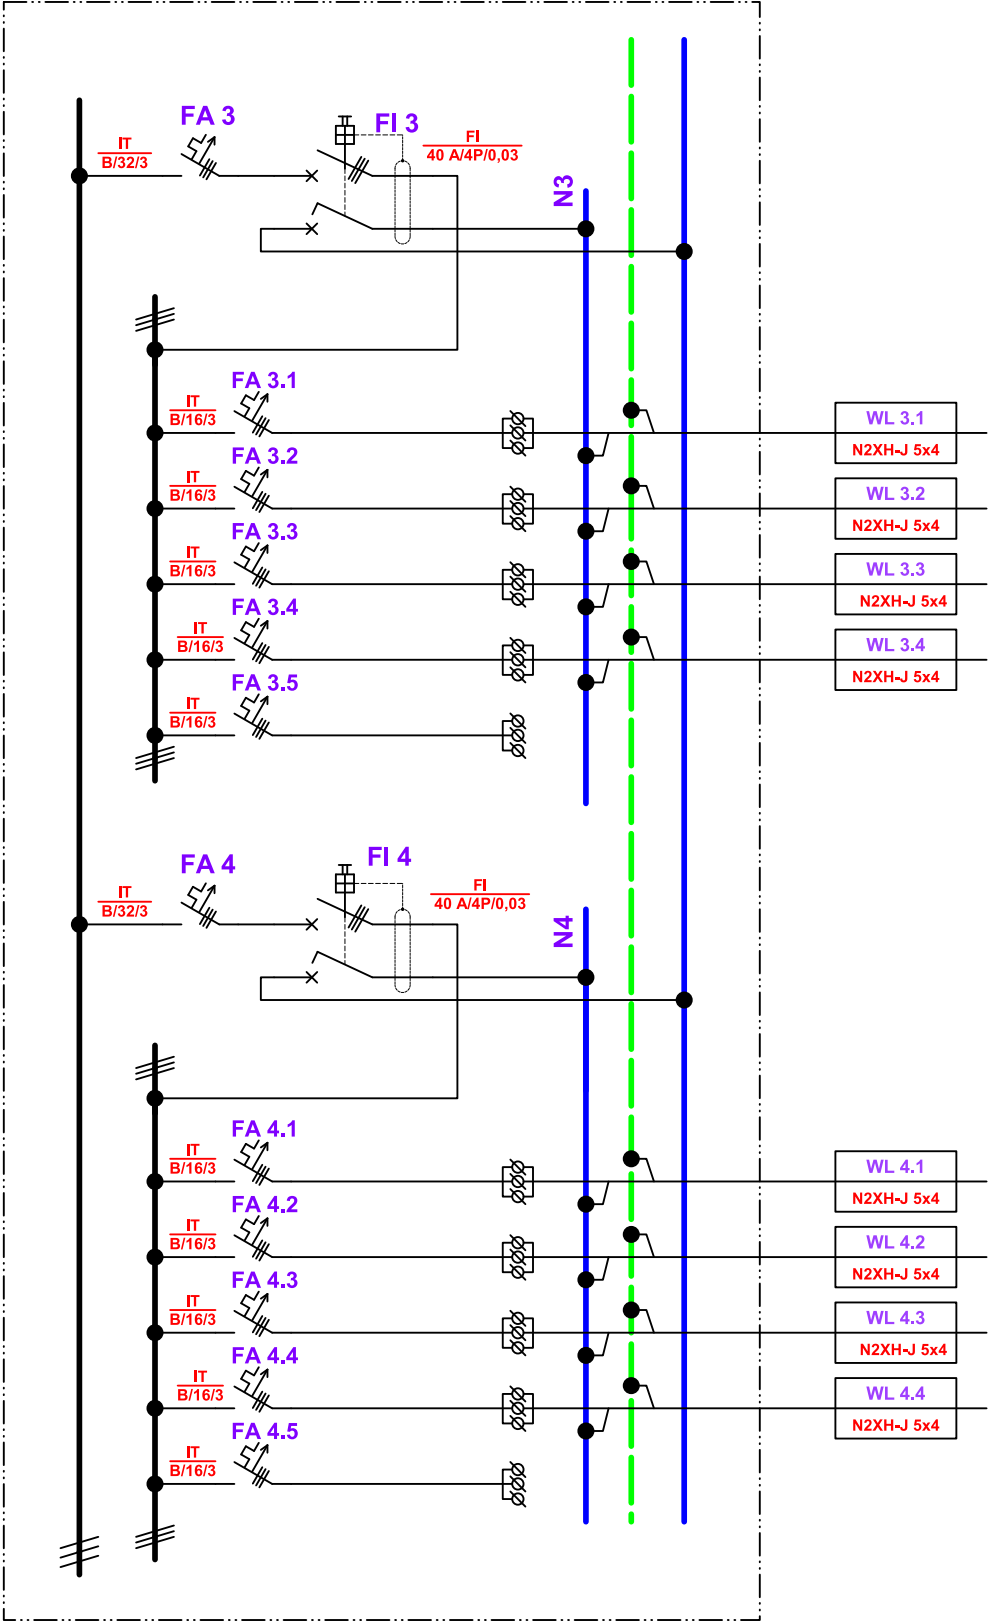 FA 3
FI 3
IT
B/32/3
FI
40 A/4P/0,03
N3
FA 3.1
IT
B/16/3
WL 3.1
N2XH-J 5x4
FA 3.2
IT
B/16/3
WL 3.2
N2XH-J 5x4
FA 3.3
IT
B/16/3
WL 3.3
N2XH-J 5x4
FA 3.4
IT
B/16/3
WL 3.4
N2XH-J 5x4
FA 3.5
IT
B/16/3
FA 4
FI 4
IT
B/32/3
FI
40 A/4P/0,03
N4
FA 4.1
IT
B/16/3
WL 4.1
N2XH-J 5x4
FA 4.2
IT
B/16/3
WL 4.2
N2XH-J 5x4
FA 4.3
IT
B/16/3
WL 4.3
N2XH-J 5x4
FA 4.4
IT
B/16/3
WL 4.4
N2XH-J 5x4
FA 4.5
IT
B/16/3